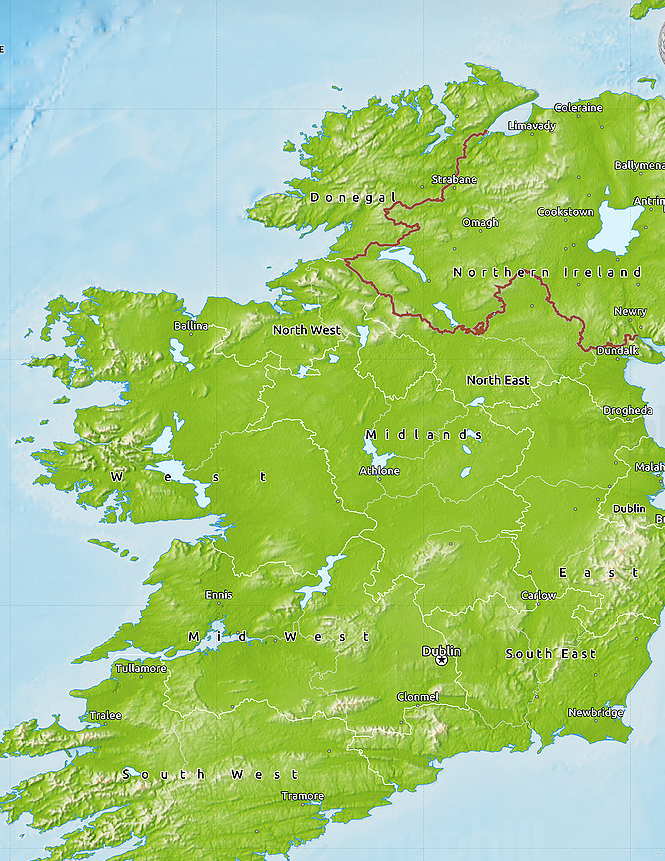 E
Coleraine
Limavady
Ballymena
Strabane
Donegal
Antrim
Cookstown
Omagh
Northern Ireland
Newry
Ballina
North West
Dundalk
North East
Drogheda
Midlands
Athlone
Malah
West
Dublin
B
East
Ennis
Carlow
Mid West
Dublin
South East
Tullamore
Clonmel
Tralee
Newbridge
South West
Tramore